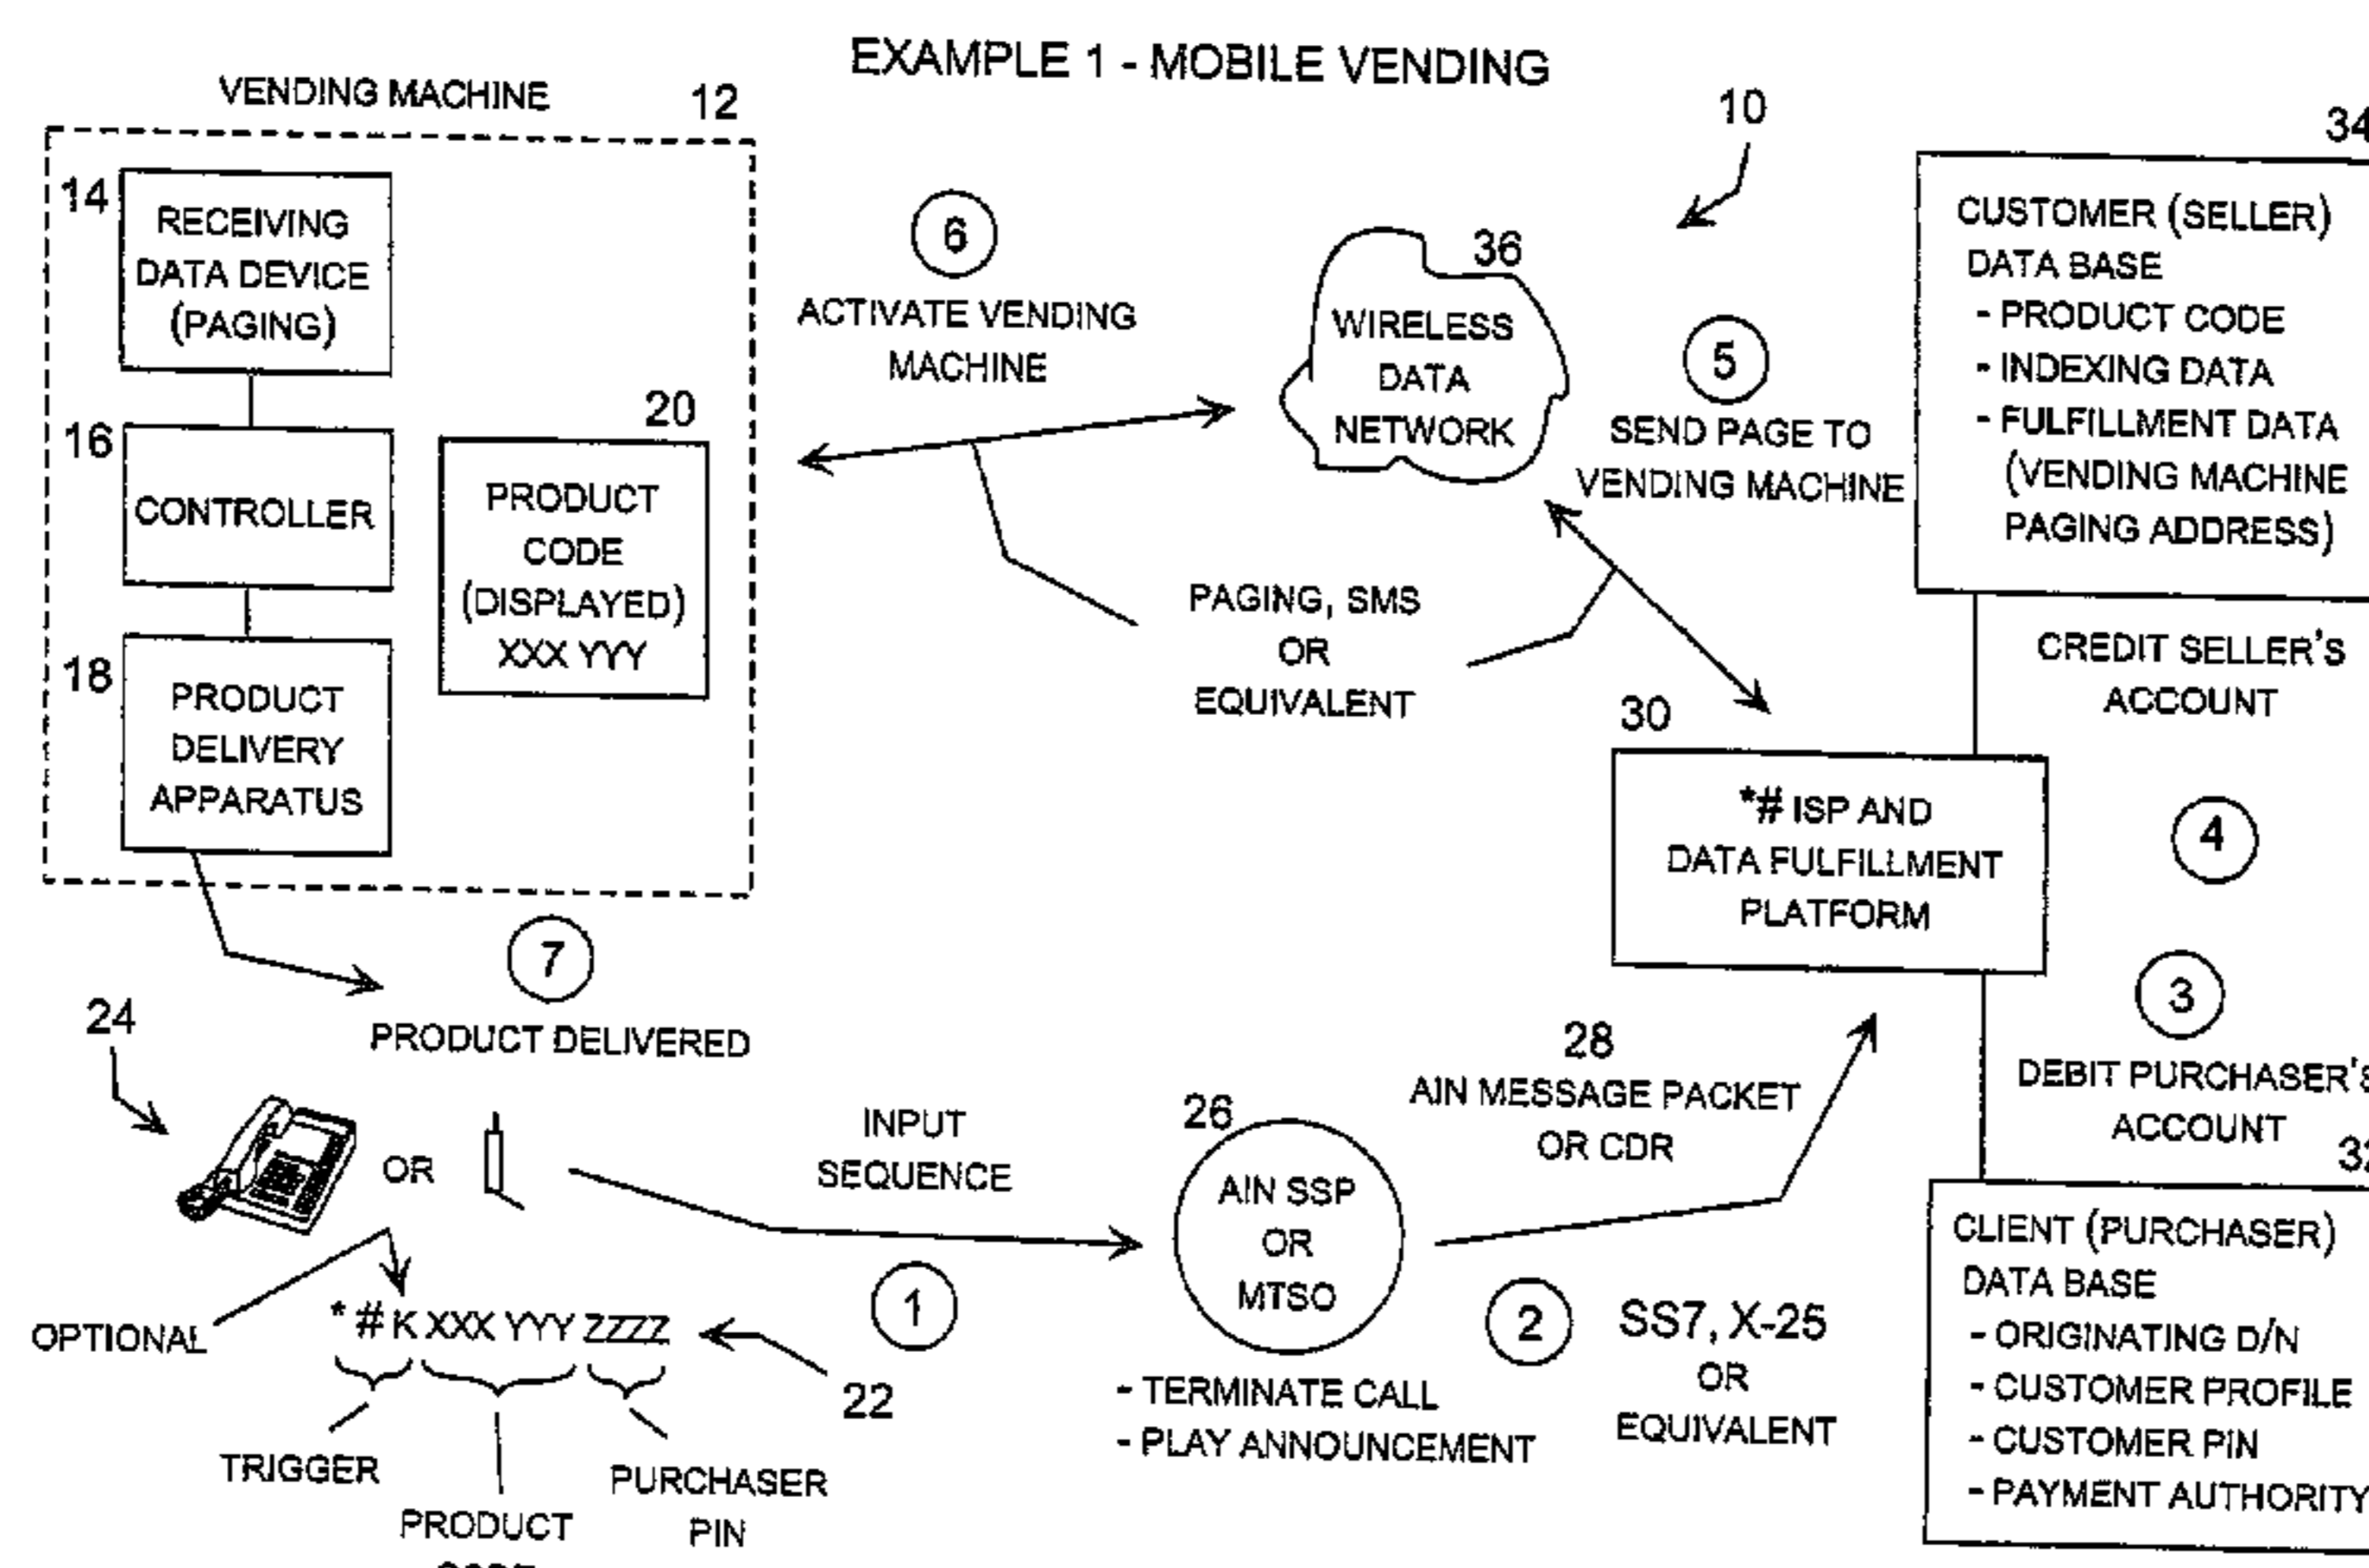 EXAMPLE 1 - MOBILE VENDING
VENDING MACHINE
12
14
RECEIVING
DATA DEVICE
(PAGING)
16
CONTROLLER
18
PRODUCT
DELIVERY
APPARATUS
20
PRODUCT
CODE
(DISPLAYED)
XXX YYY
6
ACTIVATE VENDING
MACHINE
10
36
WIRELESS
DATA
NETWORK
5
SEND PAGE TO
VENDING MACHINE
PAGING, SMS
OR
EQUIVALENT
34
CUSTOMER (SELLER)
DATA BASE
- PRODUCT CODE
- INDEXING DATA
- FULFILLMENT DATA
(VENDING MACHINE
PAGING ADDRESS)
CREDIT SELLER'S
ACCOUNT
4
30
*# ISP AND
DATA FULFILLMENT
PLATFORM
3
DEBIT PURCHASER'S
ACCOUNT
32
CLIENT (PURCHASER)
DATA BASE
- ORIGINATING D/N
- CUSTOMER PROFILE
- CUSTOMER PIN
- PAYMENT AUTHORITY
7
PRODUCT DELIVERED
24
OR
INPUT
SEQUENCE
1
26
AIN SSP
OR
MTSO
- TERMINATE CALL
- PLAY ANNOUNCEMENT
28
AIN MESSAGE PACKET
OR CDR
2
SS7, X-25
OR
EQUIVALENT
OPTIONAL
*#K XXX YYY ZZZZ
22
TRIGGER
PRODUCT
PURCHASER
PIN